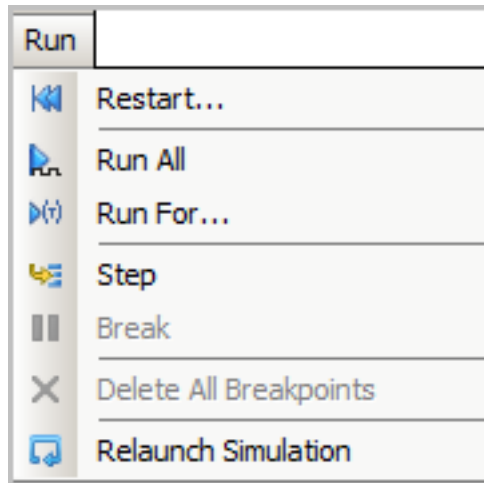 Run
Restart...
Run All
(T) Run For...
Step
Break
Delete All Breakpoints
Relaunch Simulation